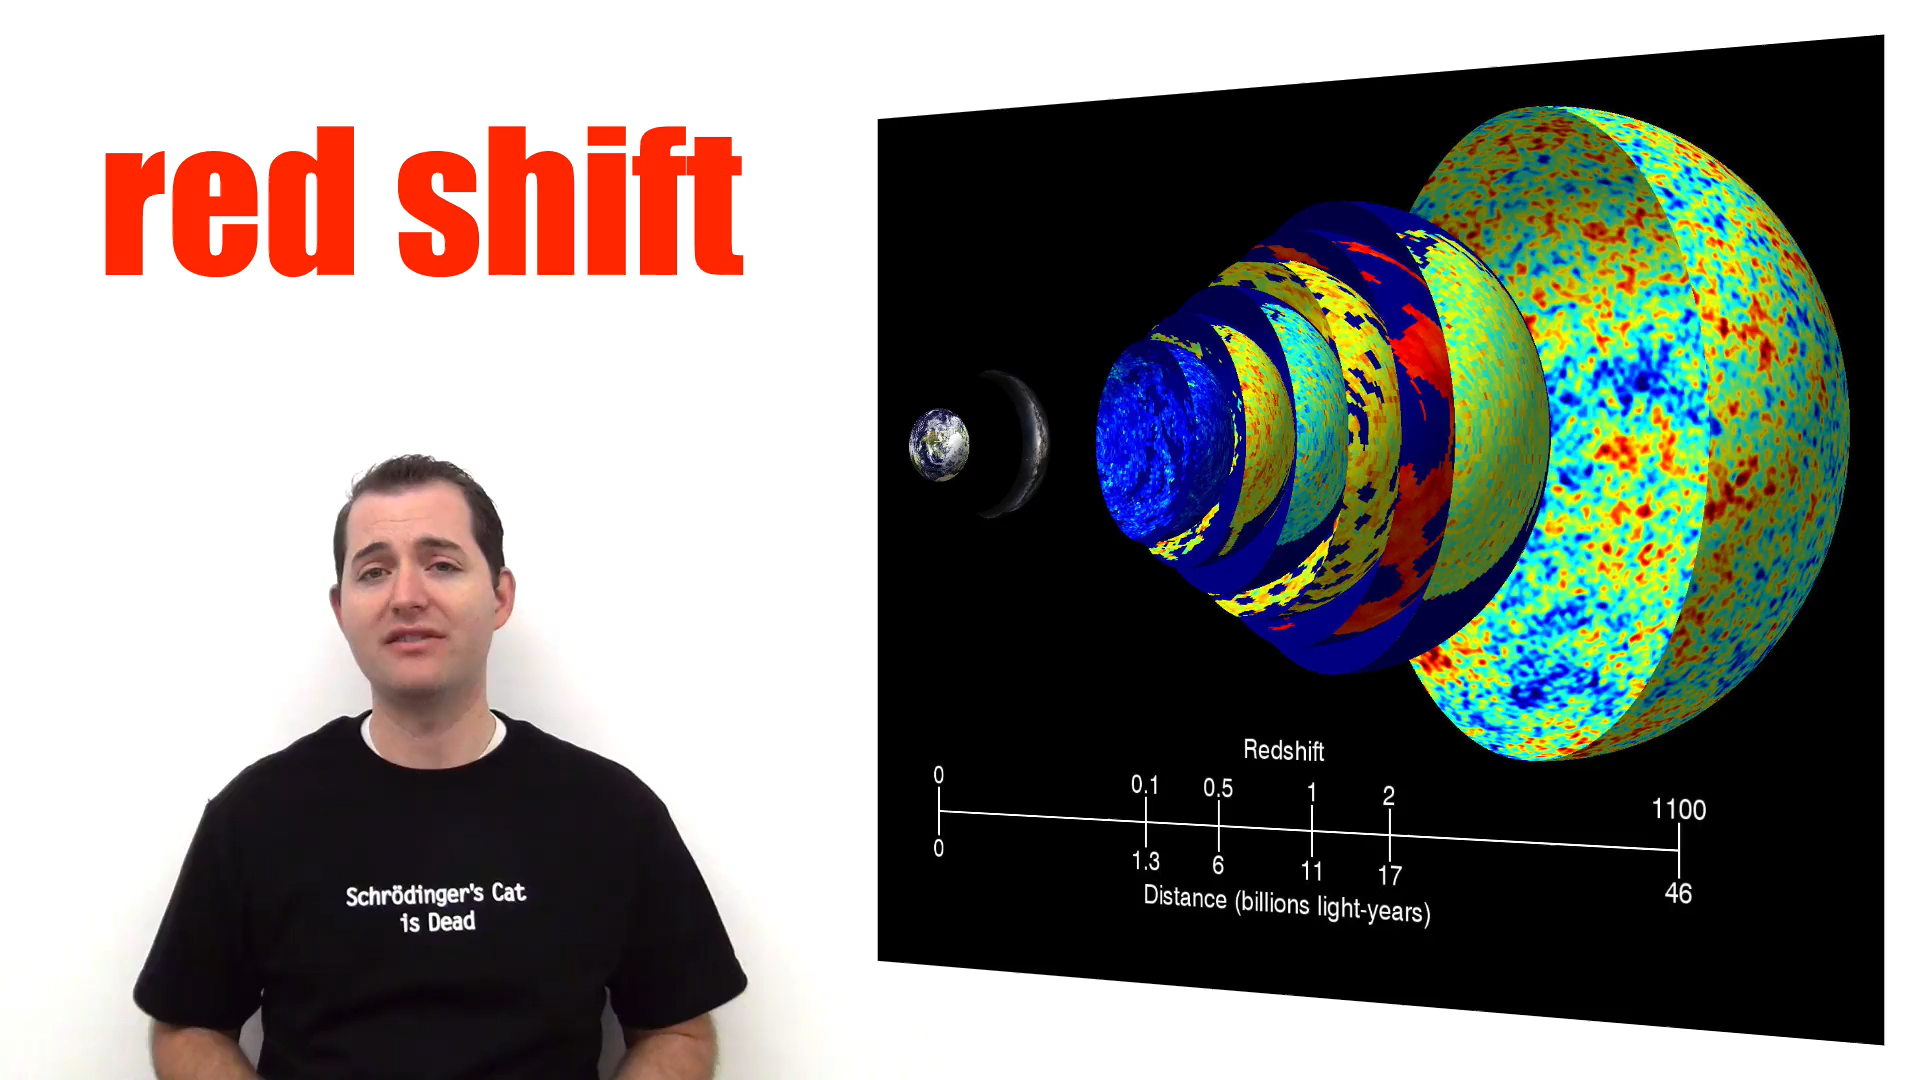 red shift
Schrödinger's Cat
is Dead
Redshift
0 0.1 0.5 1 2 1100
0 1.3 6 11 17 46
Distance (billions light-years)